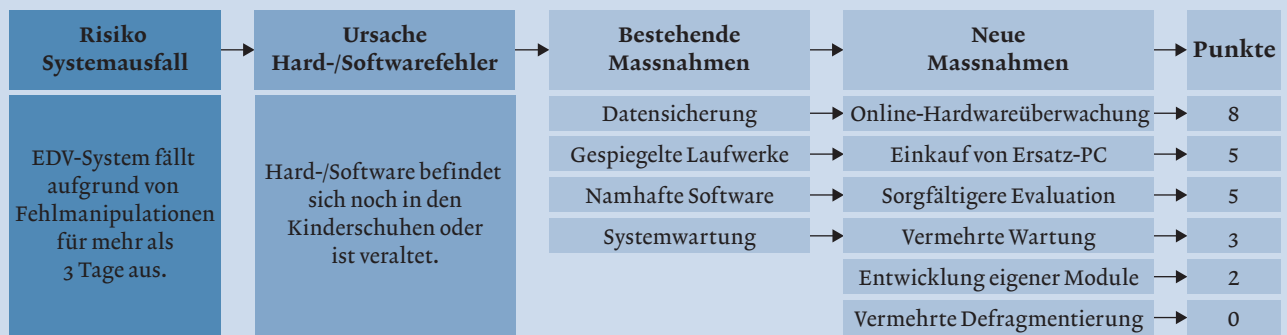 Risiko
Systemausfall
Ursache
Hard-/Softwarefehler
Bestehende
Massnahmen
Neue
Massnahmen
Punkte
EDV-System fällt
aufgrund von
Fehlmanipulationen
für mehr als
3 Tage aus.
Hard-/Software befindet
sich noch in den
Kinderschuhen oder
ist veraltet.
Datensicherung
Online-Hardwareüberwachung
8
Gespiegelte Laufwerke
Einkauf von Ersatz-PC
5
Namhafte Software
Sorgfältigere Evaluation
5
Systemwartung
Vermehrte Wartung
3
Entwicklung eigener Module
2
Vermehrte Defragmentierung
0